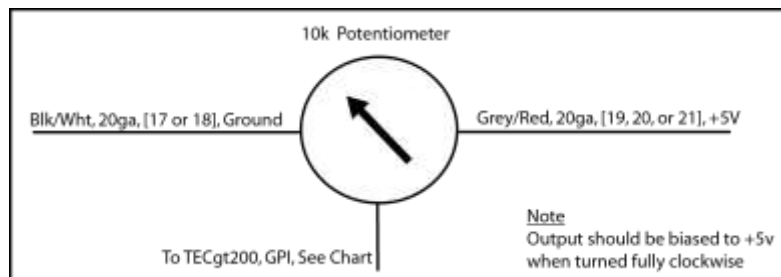 10k Potentiometer
Blk/Wht, 20ga, [17 or 18], Ground
Grey/Red, 20ga, [19, 20, or 21], +5V
To TECgt200, GPI, See Chart
Note
Output should be biased to +5v
when turned fully clockwise